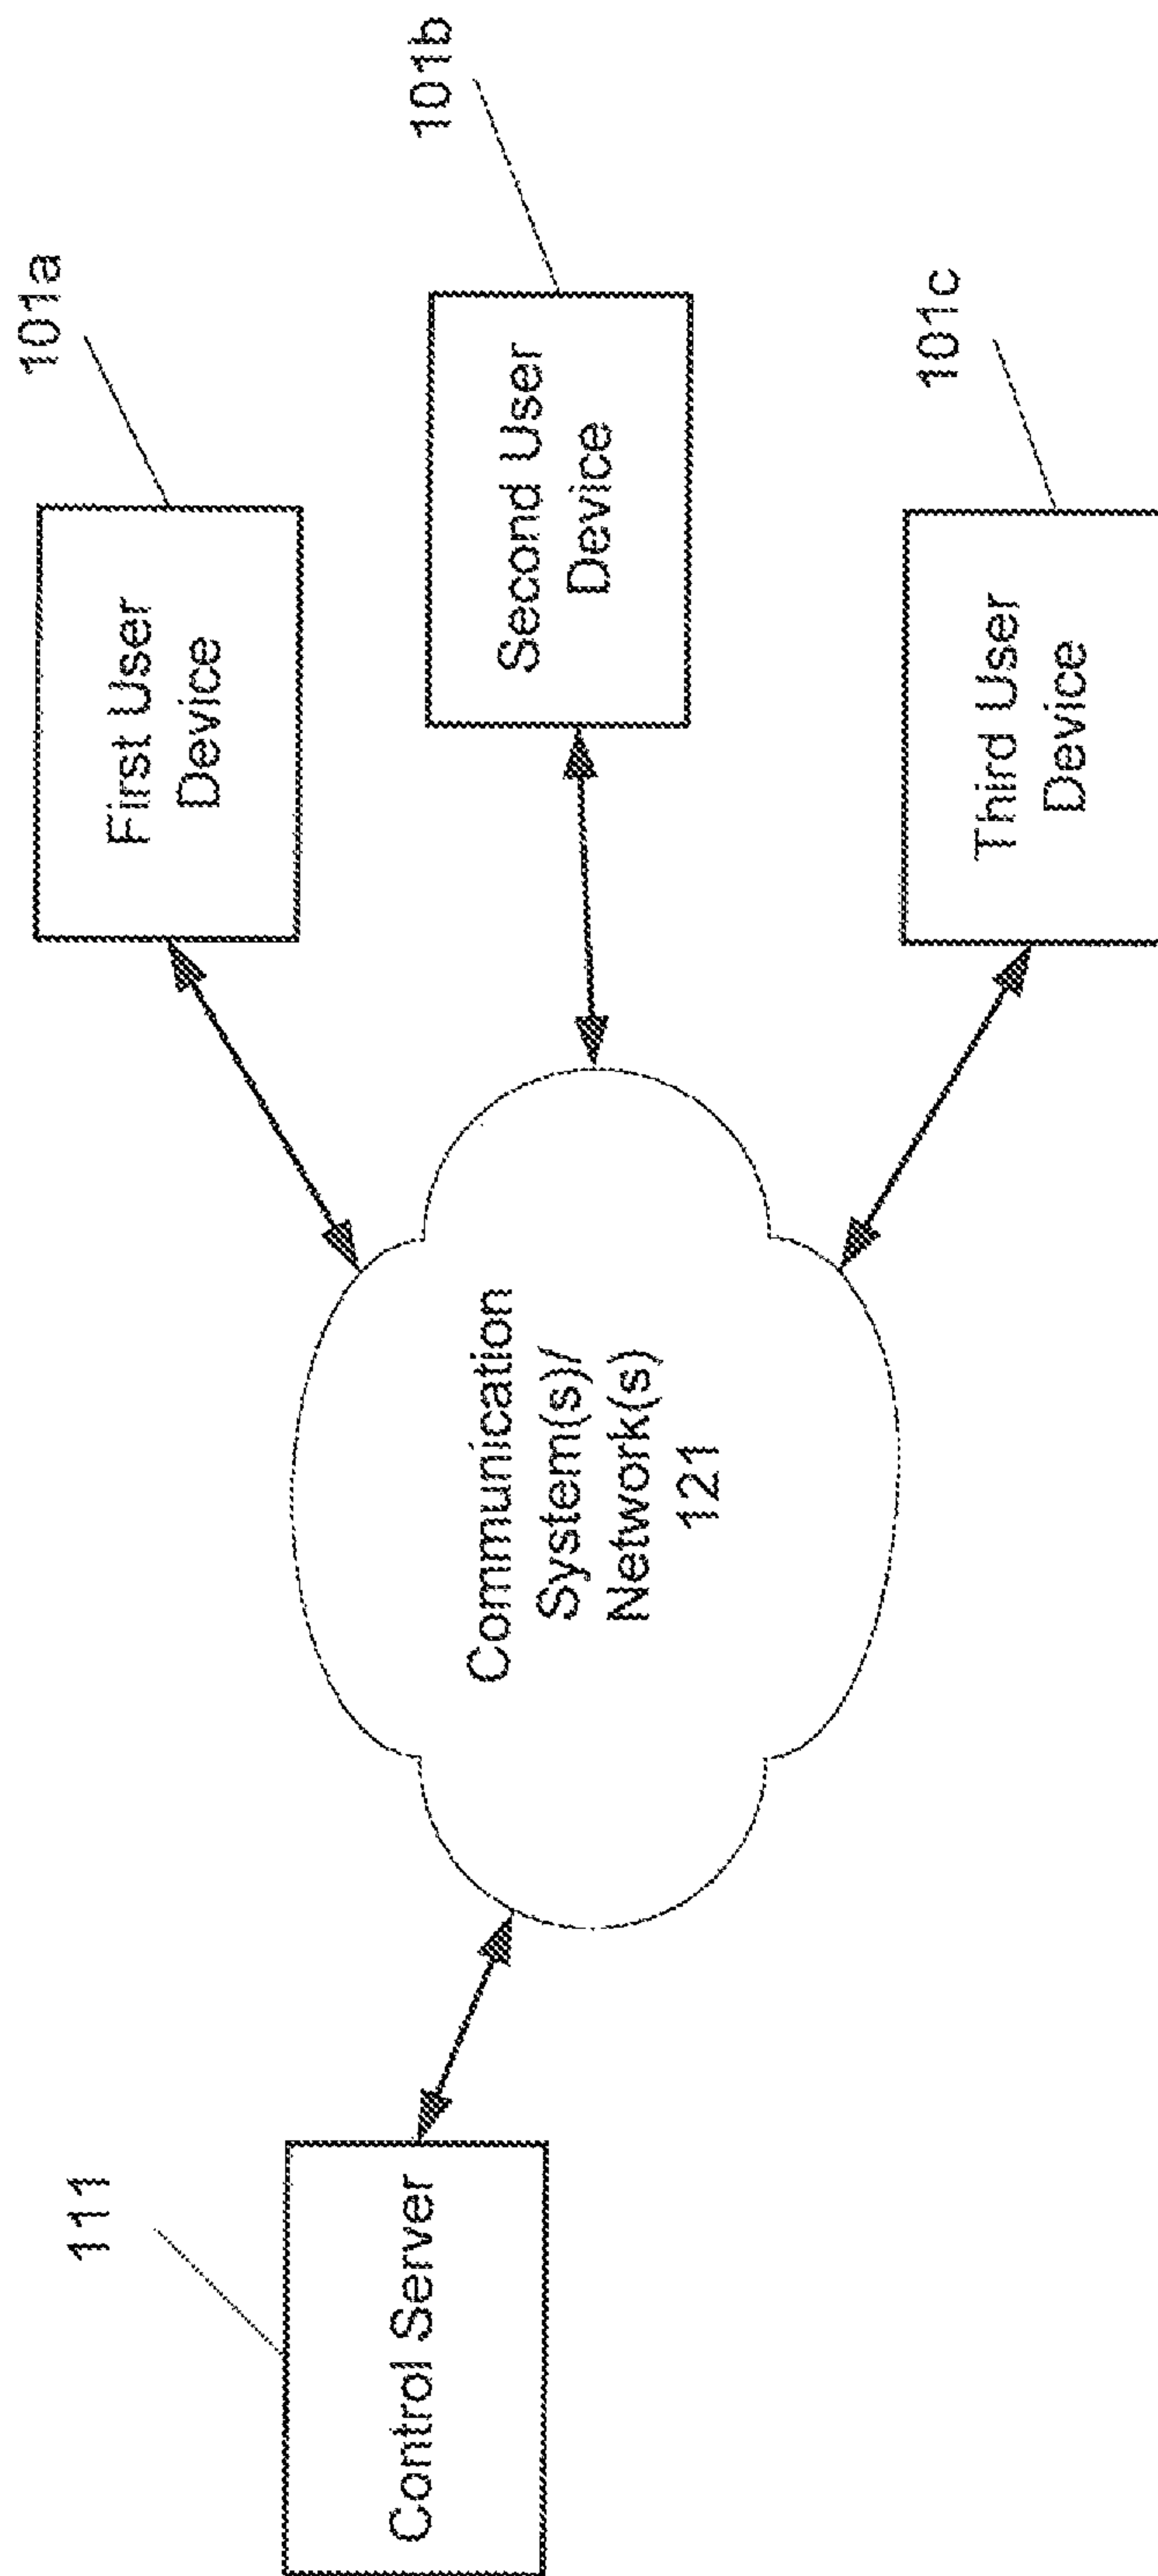 101a
First User
Device
101b
Second User
Device
111
Control Server
Communication
System(s)/
Network(s)
121
101c
Third User
Device